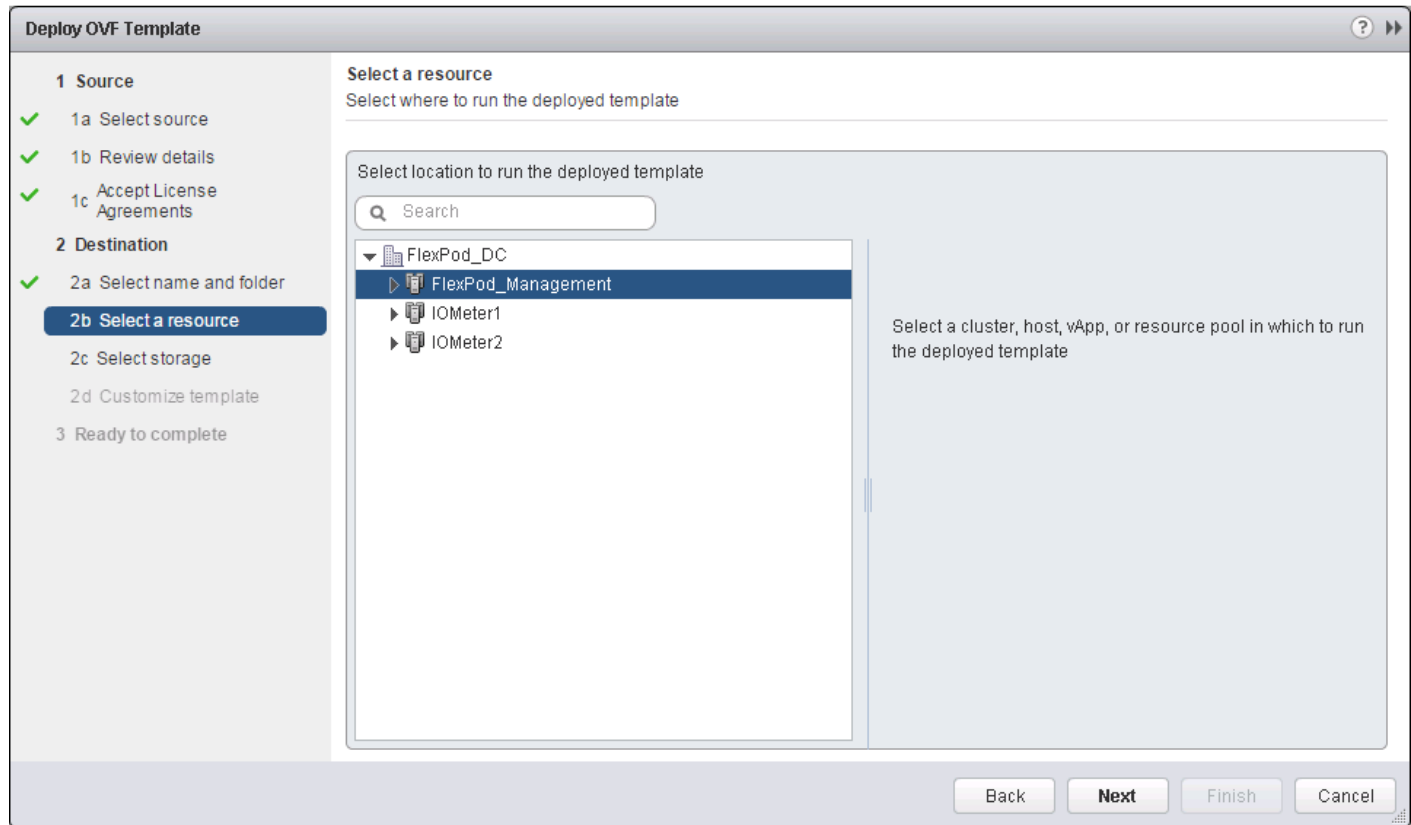 Deploy OVF Template
1 Source
1a Select source
1b Review details
1c Accept License
Agreements
2 Destination
2a Select name and folder
2b Select a resource
2c Select storage
2d Customize template
3 Ready to complete
Select a resource
Select where to run the deployed template
Select location to run the deployed template
Search
FlexPod_DC
FlexPod_Management
IOMeter1
IOMeter2
Select a cluster, host, vApp, or resource pool in which to run
the deployed template
Back Next Finish Cancel